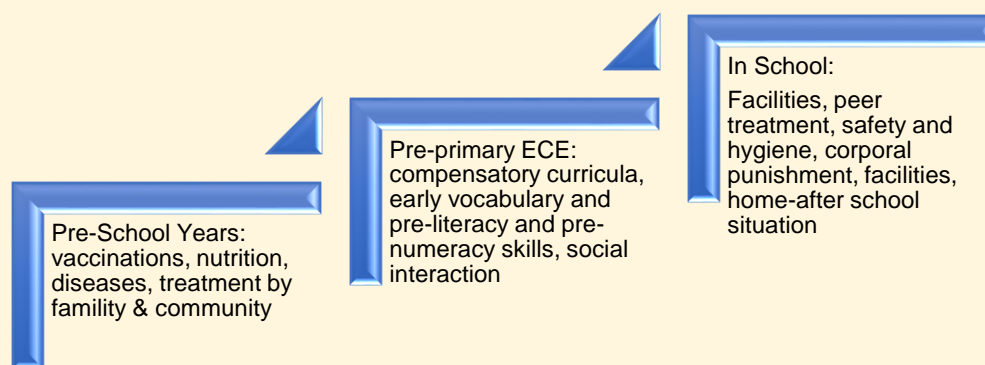 Pre-School Years:
vaccinations, nutrition,
diseases, treatment by
famility & community
Pre-primary ECE:
compensatory curricula,
early vocabulary and
pre-literacy and pre-
numeracy skills, social
interaction
In School:
Facilities, peer
treatment, safety and
hygiene, corporal
punishment, facilities,
home-after school
situation